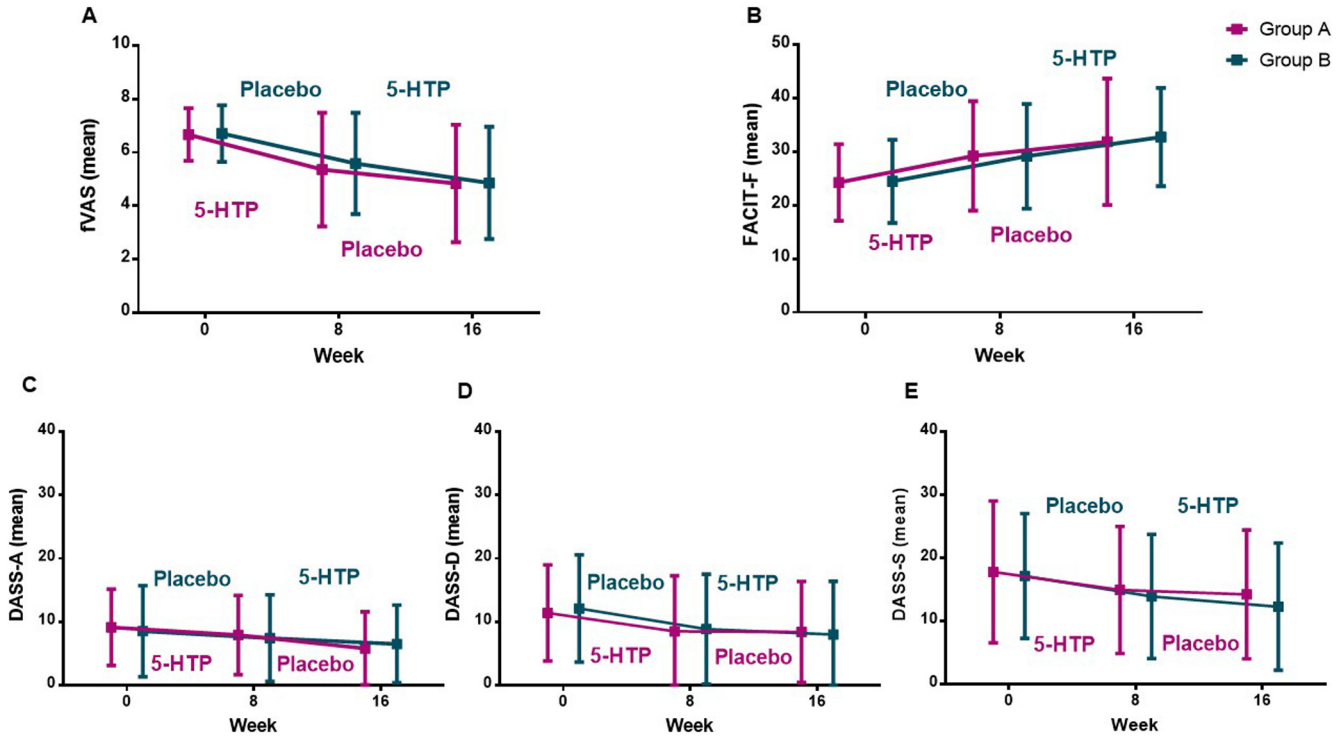 A
fVAS (mean)
10
8
6
4
2
0
Placebo
5-HTP
5-HTP
Placebo
0
8
16
Week
B
FACIT-F (mean)
50
40
30
20
10
0
Placebo
5-HTP
5-HTP
Placebo
0
8
16
Week
Group A
Group B
C
DASS-A (mean)
40
30
20
10
0
Placebo
5-HTP
5-HTP
Placebo
0
8
16
Week
D
DASS-D (mean)
40
30
20
10
0
Placebo
5-HTP
5-HTP
Placebo
0
8
16
Week
E
DASS-S (mean)
40
30
20
10
0
Placebo
5-HTP
5-HTP
Placebo
0
8
16
Week